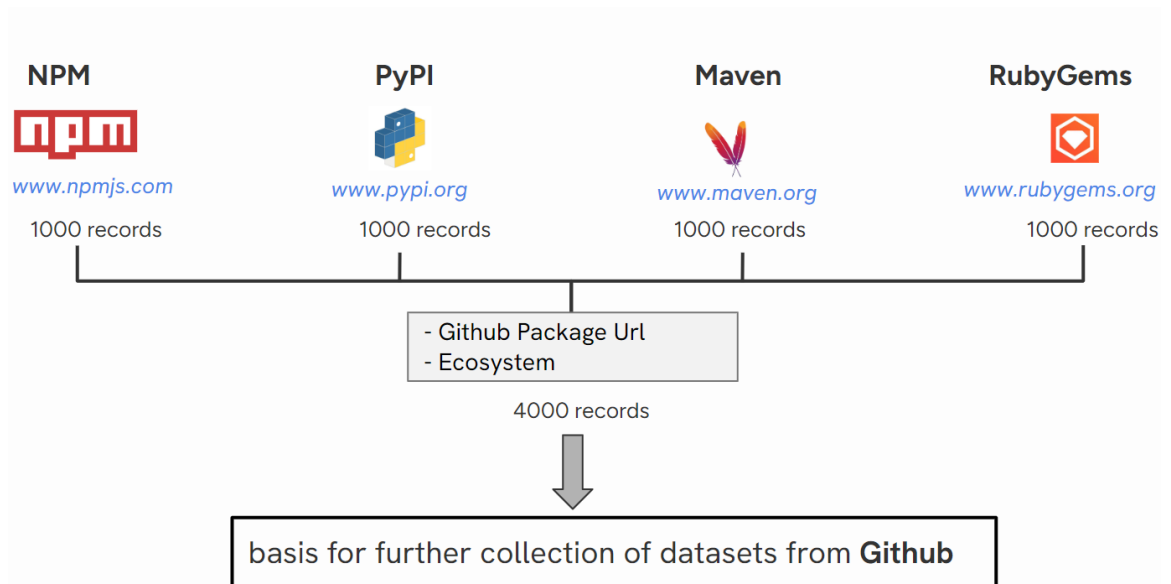 NPM
PyPI
Maven
RubyGems
npm
www.npmjs.com
www.pypi.org
www.maven.org
www.rubygems.org
1000 records
1000 records
1000 records
1000 records
- Github Package Url
- Ecosystem
4000 records
basis for further collection of datasets from Github